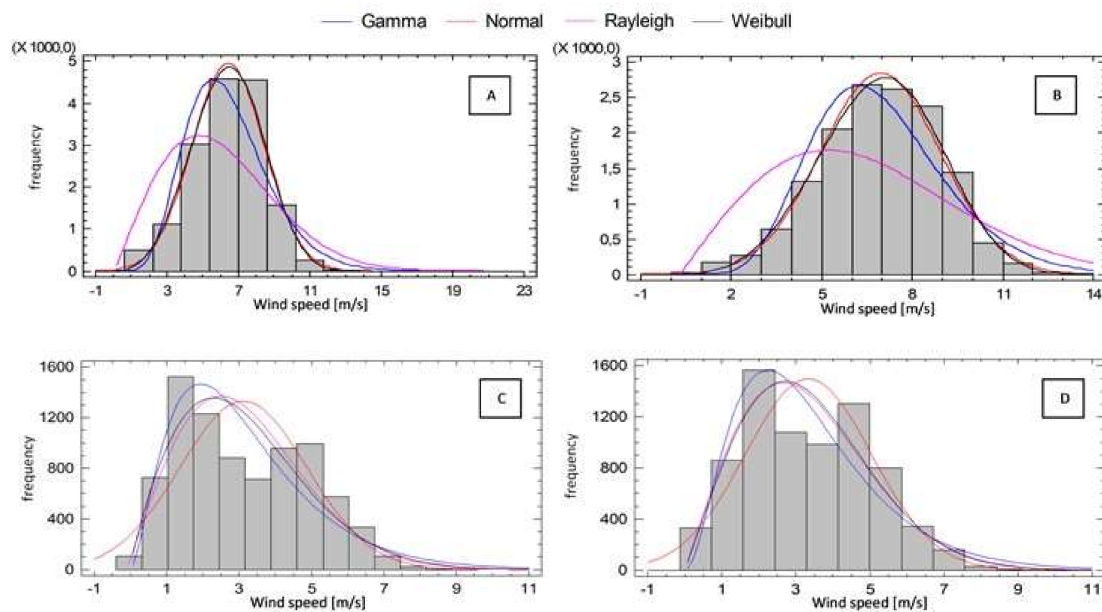 Gamma Normal Rayleigh Weibull
(X 1000,0)
5
4
3
2
1
0
frequency
A
-1 3 7 11 15 19 23
Wind speed [m/s]
(X 1000,0)
3
2,5
2
1,5
1
0,5
0
frequency
B
-1 2 5 8 11 14
Wind speed [m/s]
1600
1200
800
400
0
frequency
C
-1 1 3 5 7 9 11
Wind speed [m/s]
1600
1200
800
400
0
frequency
D
-1 1 3 5 7 9 11
Wind speed [m/s]